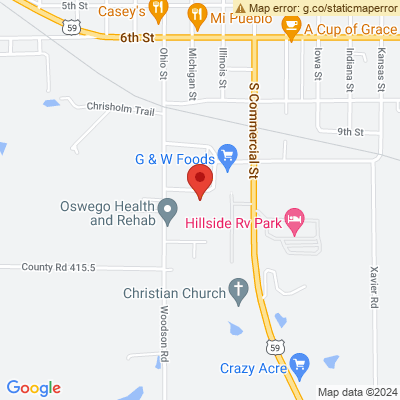 Casey's
5th St
Mi Pueblo
Map error: g.co/staticmaperror
59
6th St
A Cup of Grace
Ohio St
Michigan St
Illinois St
S Commercial St
Iowa St
Indiana St
Kansas St
Chrisholm Trail
9th St
G & W Foods
Oswego Health
and Rehab
Hillside Rv Park
County Rd 415.5
Christian Church
Woodson Rd
Xavier Rd
59
Crazy Acre
Google
Map data ©2024